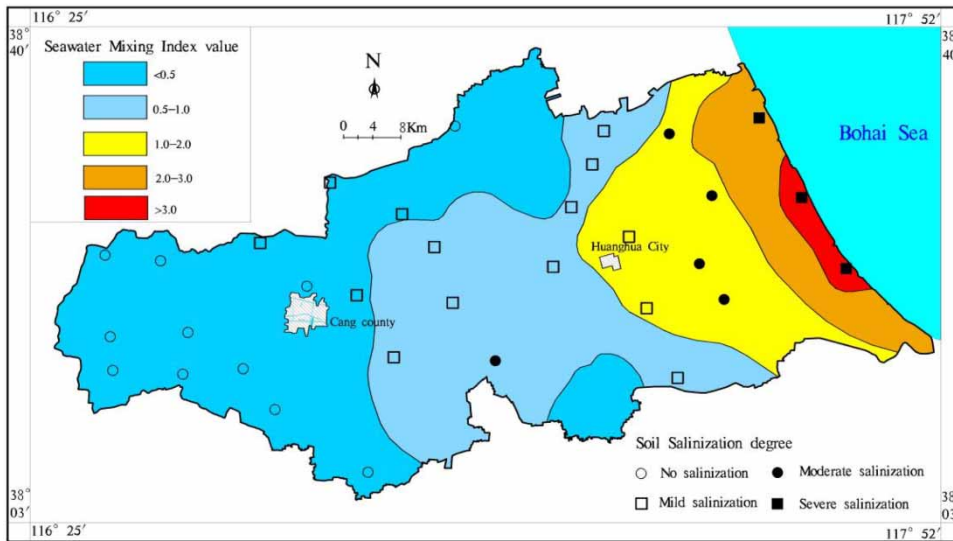 116° 25′
117° 52′
38°
40′
38°
40′
Seawater Mixing Index value
<0.5
0.5–1.0
1.0–2.0
2.0–3.0
>3.0
N
0 4 8Km
Bohai Sea
Huanghua City
Cang county
Soil Salinization degree
No salinization
Moderate salinization
Mild salinization
Severe salinization
38°
03′
38°
03′
116° 25′
117° 52′